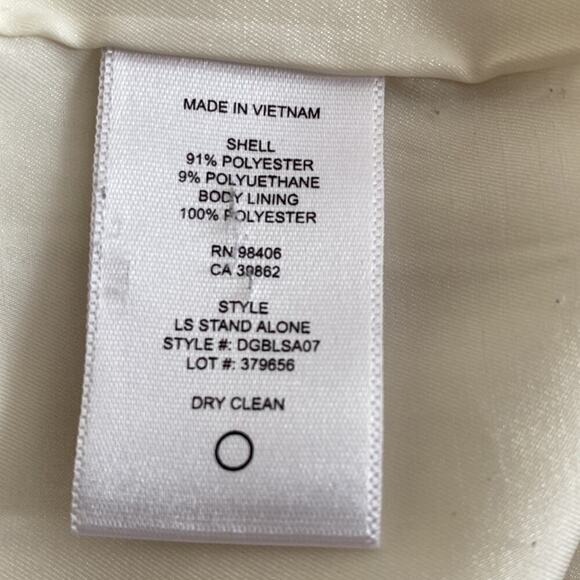 MADE IN VIETNAM
SHELL
91% POLYESTER
9% POLYUETHANE
BODY LINING
100% POLYESTER
RN 98406
CA 39862
STYLE
LS STAND ALONE
STYLE #: DGBLSA07
LOT #: 379656
DRY CLEAN